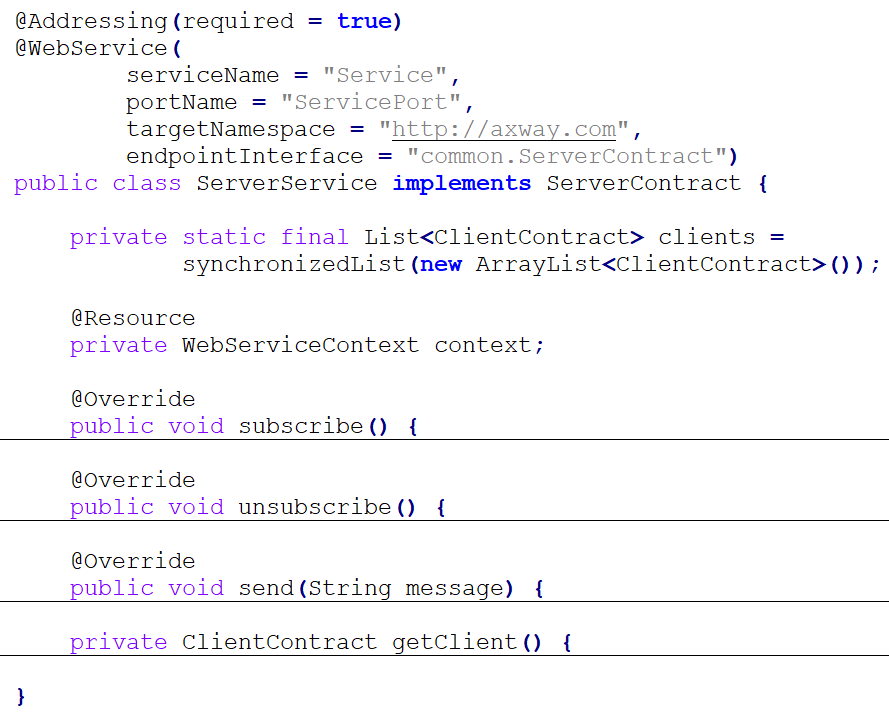 @Addressing(required = true)
@WebService(
        serviceName = "Service",
        portName = "ServicePort",
        targetNamespace = "http://axway.com",
        endpointInterface = "common.ServerContract")
public class ServerService implements ServerContract {

    private static final List<ClientContract> clients =
            synchronizedList(new ArrayList<ClientContract>());

    @Resource
    private WebServiceContext context;

    @Override
    public void subscribe() {

    @Override
    public void unsubscribe() {

    @Override
    public void send(String message) {

    private ClientContract getClient() {

}